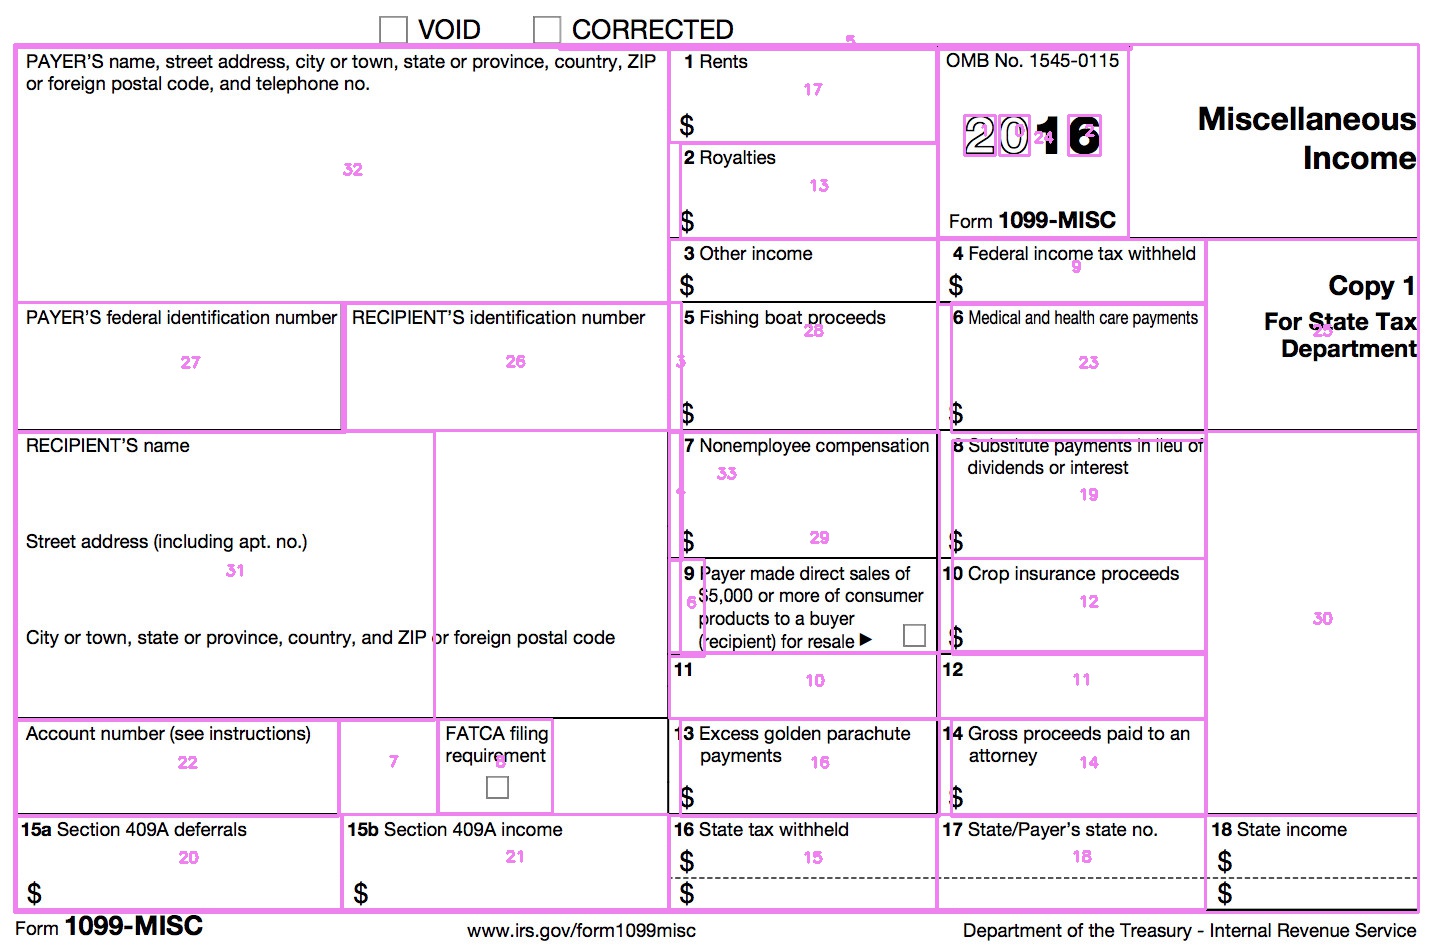 VOID CORRECTED
5
PAYER'S name, street address, city or town, state or province, country, ZIP
or foreign postal code, and telephone no.
32
1 Rents
17
$
2 Royalties
13
$
OMB No. 1545-0115
2016
24
Form 1099-MISC
Miscellaneous
Income
3 Other income
$
4 Federal income tax withheld
9
$
Copy 1
For State Tax
Department
PAYER'S federal identification number
27
RECIPIENT'S identification number
26
3
5 Fishing boat proceeds
28
$
6 Medical and health care payments
23
$
RECIPIENT'S name
Street address (including apt. no.)
31
City or town, state or province, country, and ZIP or foreign postal code
7 Nonemployee compensation
33
4
29
$
8 Substitute payments in lieu of
dividends or interest
19
$
9 Payer made direct sales of
$5,000 or more of consumer
products to a buyer
(recipient) for resale ▶
6
10 Crop insurance proceeds
12
$
30
11
10
12
11
Account number (see instructions)
22
7
FATCA filing
requirement
8
13 Excess golden parachute
payments
16
$
14 Gross proceeds paid to an
attorney
14
$
15a Section 409A deferrals
20
$
15b Section 409A income
21
$
16 State tax withheld
$
15
$
17 State/Payer's state no.
18
18 State income
$
$
Form 1099-MISC
www.irs.gov/form1099misc
Department of the Treasury - Internal Revenue Service